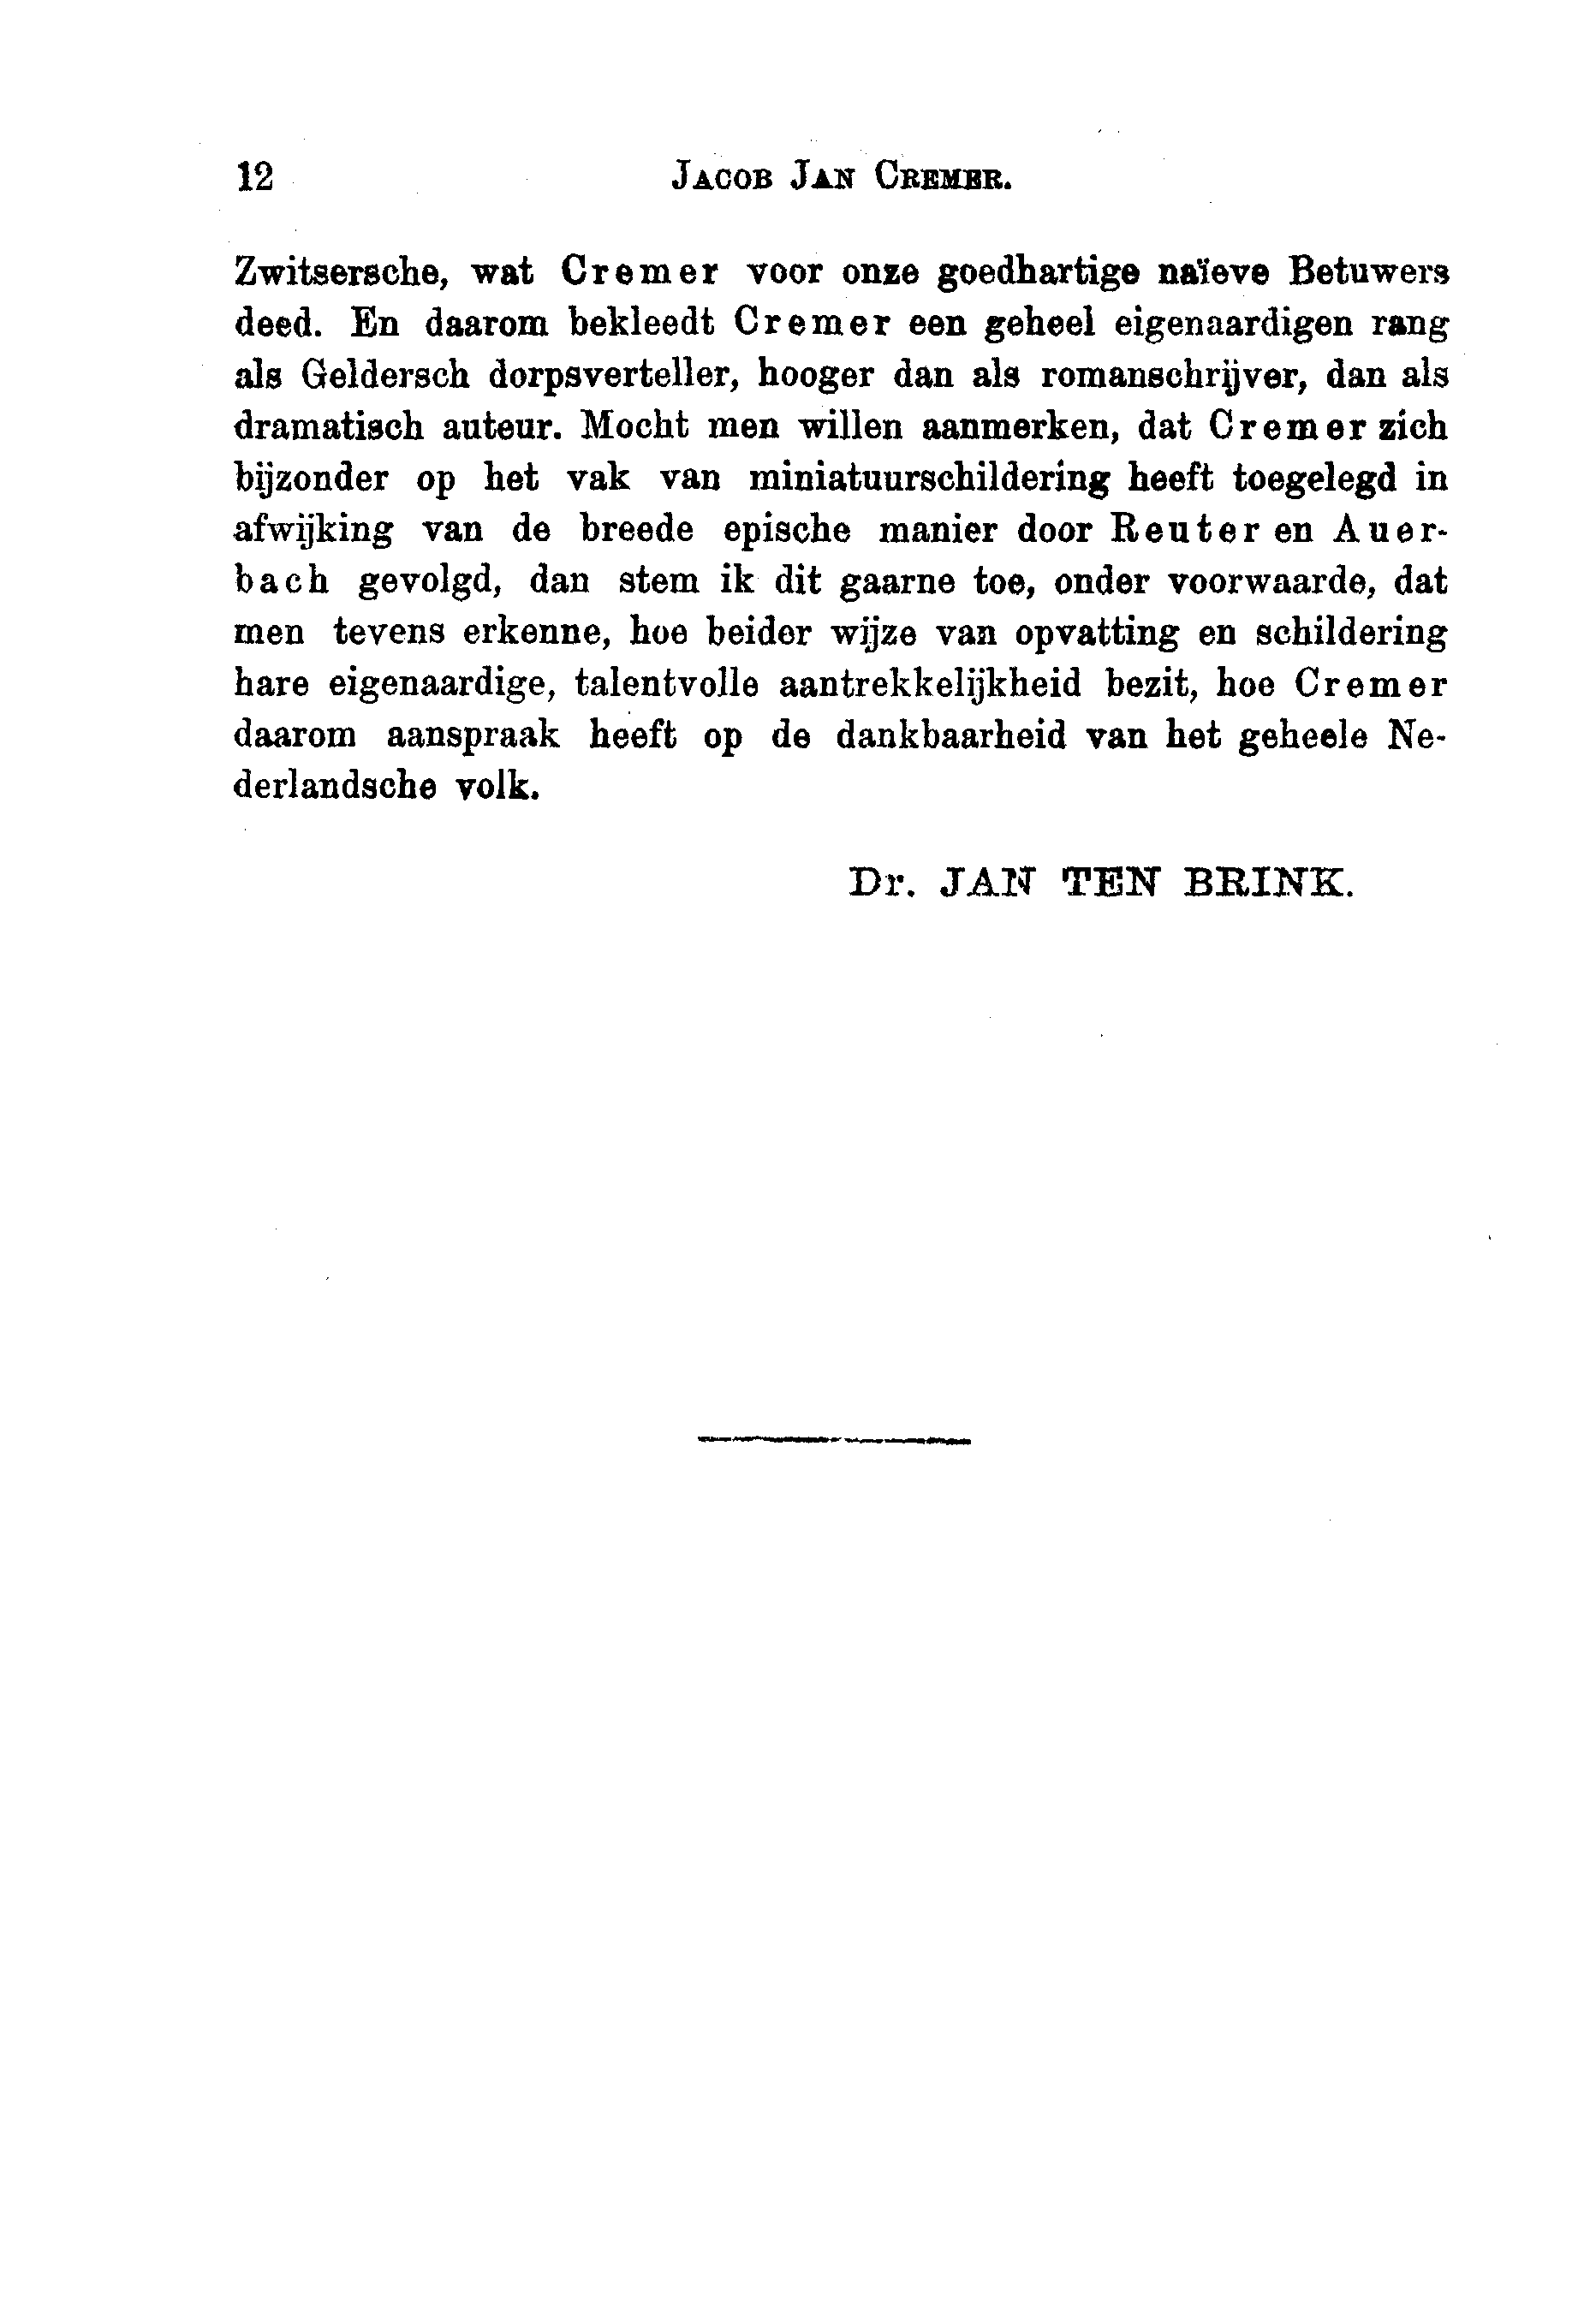 12 JACOB JAN CREMER.
Zwitsersche, wat Cremer voor onze goedhartige naïeve Betuwers
deed. En daarom bekleedt Cremer een geheel eigenaardigen rang
als Geldersch dorpsverteller, hooger dan als romanschrijver, dan als
dramatisch auteur. Mocht men willen aanmerken, dat Cremer zich
bijzonder op het vak van miniatuurschildering heeft toegelegd in
afwijking van de breede epische manier door Reuter en Auer-
bach gevolgd, dan stem ik dit gaarne toe, onder voorwaarde, dat
men tevens erkenne, hoe beider wijze van opvatting en schildering
hare eigenaardige, talentvolle aantrekkelijkheid bezit, hoe Cremer
daarom aanspraak heeft op de dankbaarheid van het geheele Ne-
derlandsche volk.
Dr. JAN TEN BRINK.